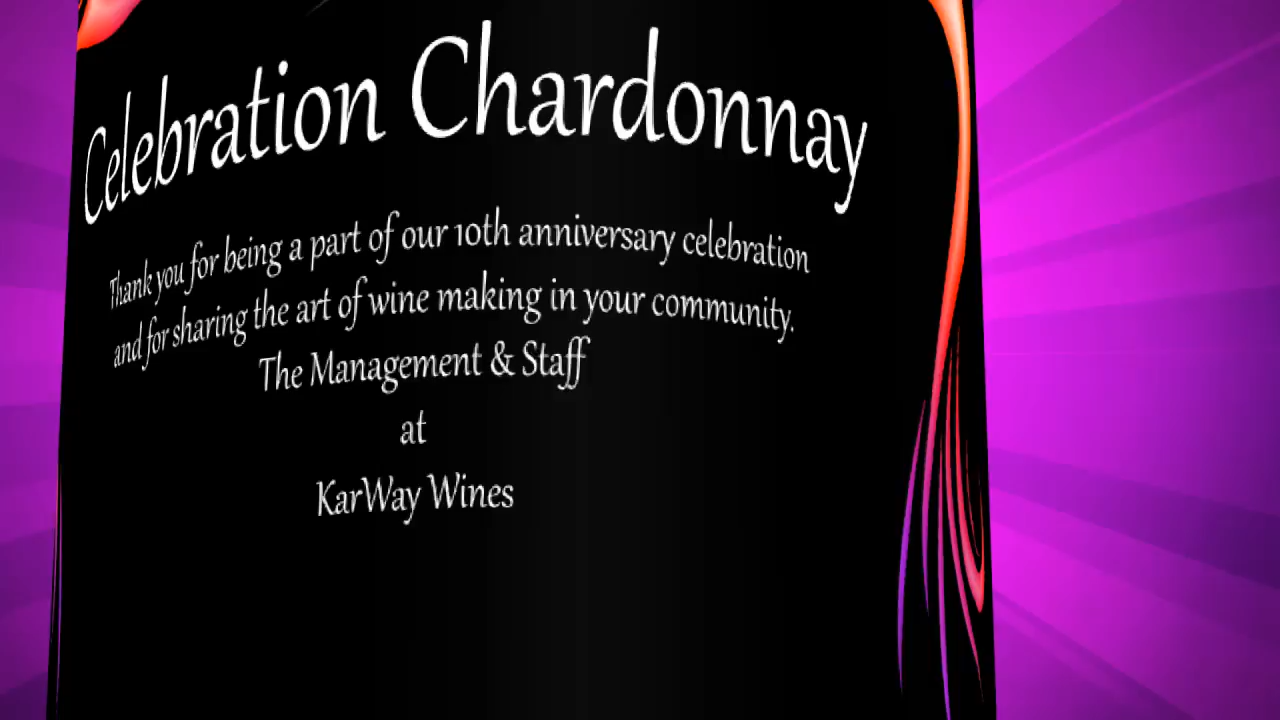 Celebration Chardonnay
Thank you for being a part of our 10th anniversary celebration
and for sharing the art of wine making in your community.
The Management & Staff
at
KarWay Wines